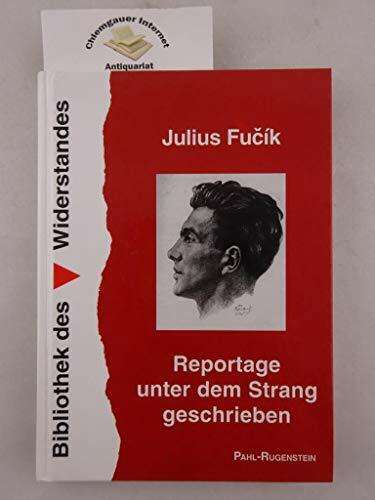 Chiemgauer Internet
Antiquariat
Bibliothek des Widerstandes
Julius Fučík
Reportage
unter dem Strang
geschrieben
PAHL-RUGENSTEIN